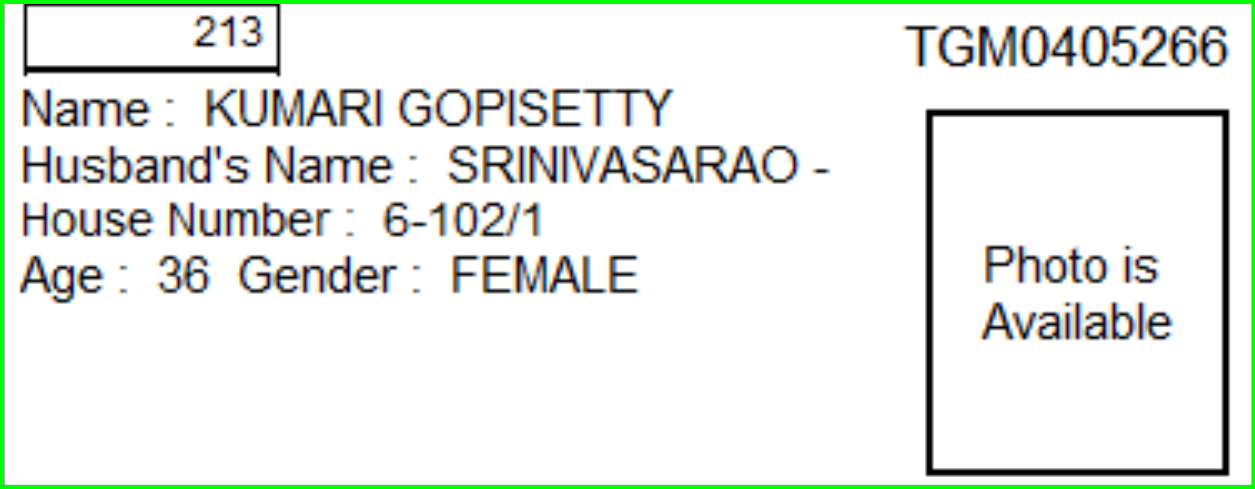 213
TGM0405266
Name : KUMARI GOPISETTY
Husband's Name : SRINIVASARAO -
House Number : 6-102/1
Age : 36 Gender : FEMALE
Photo is
Available